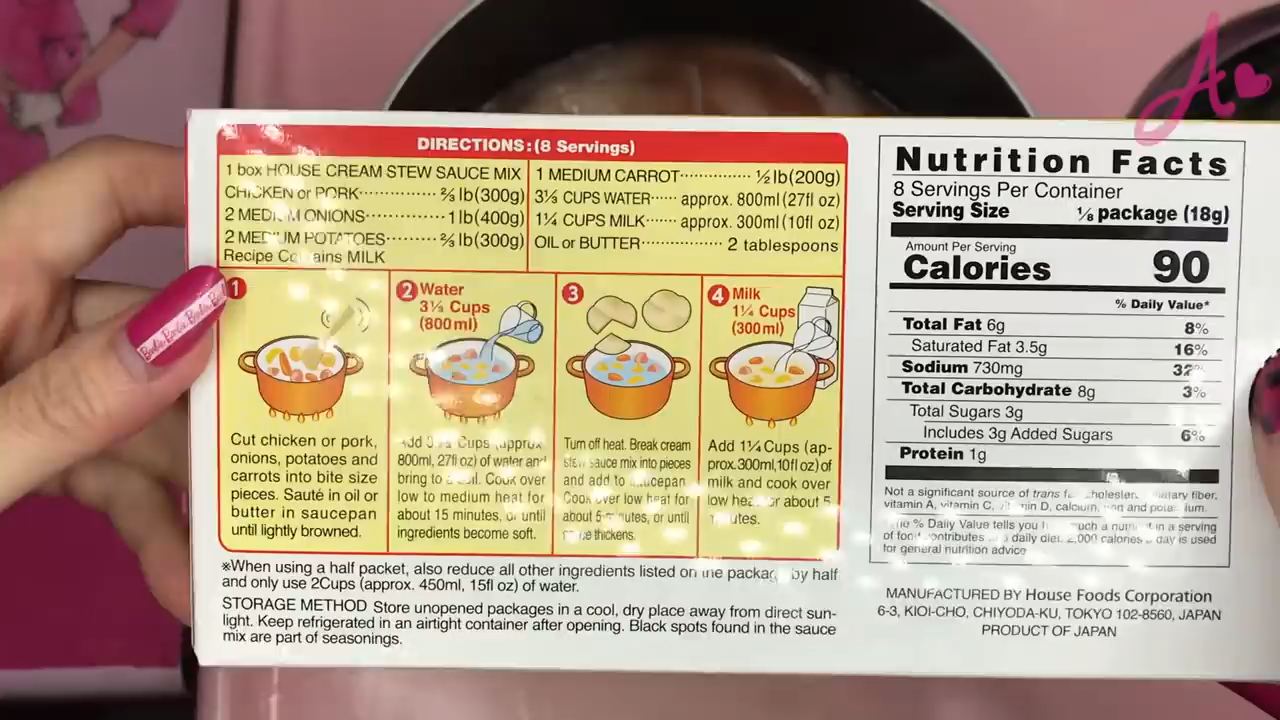 A
DIRECTIONS:(8 Servings)
1 box HOUSE CREAM STEW SAUCE MIX
CHICKEN or PORK············ ⅔ lb(300g)
2 MEDIUM ONIONS············ 1 lb(400g)
2 MEDIUM POTATOES········ ⅔ lb(300g)
Recipe Contains MILK
1 MEDIUM CARROT············· ½ lb(200g)
3⅓ CUPS WATER······ approx. 800ml(27fl oz)
1¼ CUPS MILK······ approx. 300ml(10fl oz)
OIL or BUTTER················ 2 tablespoons
1
Cut chicken or pork,
onions, potatoes and
carrots into bite size
pieces. Sauté in oil or
butter in saucepan
until lightly browned.
2 Water
3⅓ Cups
(800ml)
Add 3⅓ Cups (approx.
800ml, 27fl oz) of water and
bring to a boil. Cook over
low to medium heat for
about 15 minutes, or until
ingredients become soft.
3
Turn off heat. Break cream
stew sauce mix into pieces
and add to saucepan.
Cook over low heat for
about 5 minutes, or until
sauce thickens.
4 Milk
1¼ Cups
(300ml)
Add 1¼ Cups (ap-
prox.300ml,10fl oz) of
milk and cook over
low heat for about 5
minutes.
※When using a half packet, also reduce all other ingredients listed on the package by half
and only use 2Cups (approx. 450ml, 15fl oz) of water.
STORAGE METHOD Store unopened packages in a cool, dry place away from direct sun-
light. Keep refrigerated in an airtight container after opening. Black spots found in the sauce
mix are part of seasonings.
Nutrition Facts
8 Servings Per Container
Serving Size ⅛ package (18g)
Amount Per Serving
Calories 90
% Daily Value*
Total Fat 6g 8%
Saturated Fat 3.5g 16%
Sodium 730mg 32%
Total Carbohydrate 8g 3%
Total Sugars 3g
Includes 3g Added Sugars 6%
Protein 1g
Not a significant source of trans fat, cholesterol, dietary fiber,
vitamin A, vitamin C, vitamin D, calcium, iron and potassium.
*The % Daily Value tells you how much a nutrient in a serving
of food contributes to a daily diet. 2,000 calories a day is used
for general nutrition advice
MANUFACTURED BY House Foods Corporation
6-3, KIOI-CHO, CHIYODA-KU, TOKYO 102-8560, JAPAN
PRODUCT OF JAPAN
Barbie Barbie Barbie